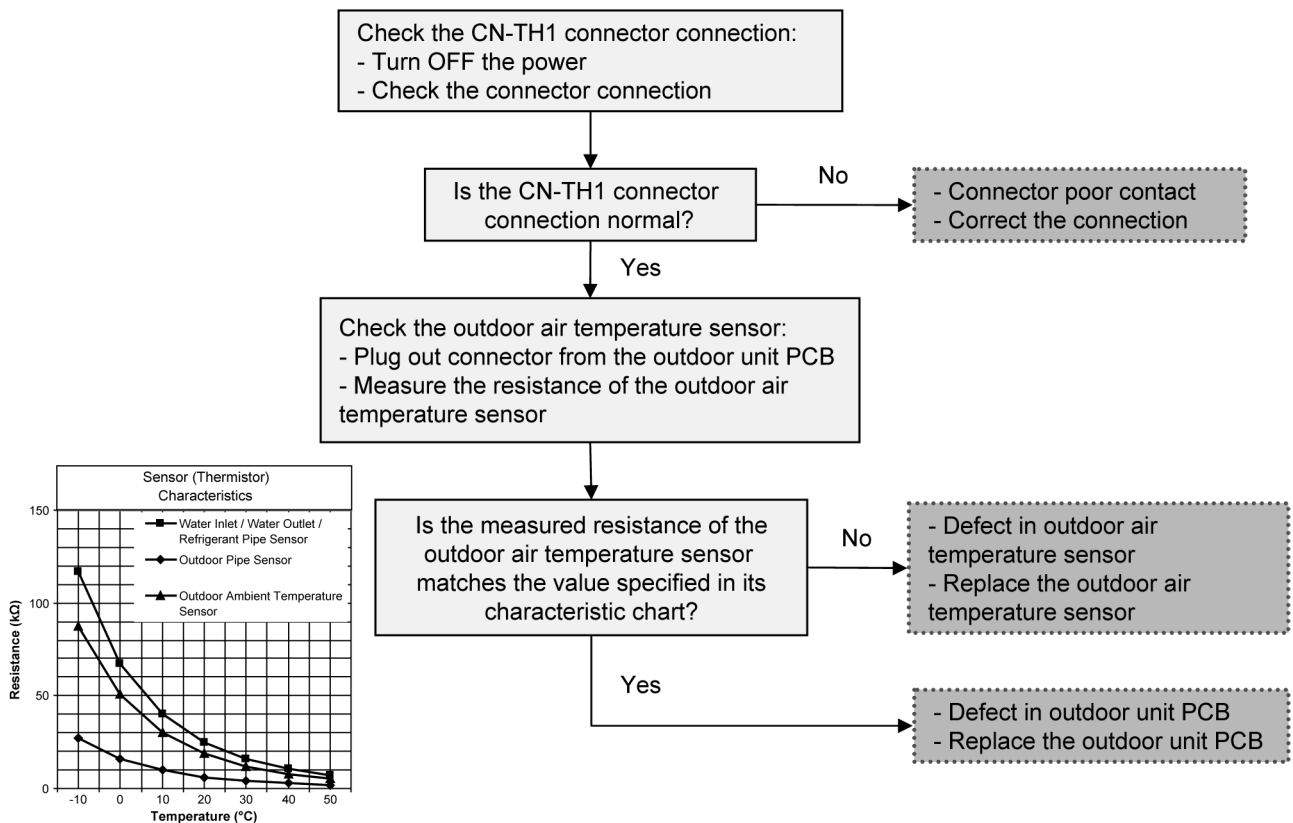 Check the CN-TH1 connector connection:
- Turn OFF the power
- Check the connector connection
Is the CN-TH1 connector
connection normal?
No
- Connector poor contact
- Correct the connection
Yes
Check the outdoor air temperature sensor:
- Plug out connector from the outdoor unit PCB
- Measure the resistance of the outdoor air
temperature sensor
Is the measured resistance of the
outdoor air temperature sensor
matches the value specified in its
characteristic chart?
No
- Defect in outdoor air
temperature sensor
- Replace the outdoor air
temperature sensor
Yes
- Defect in outdoor unit PCB
- Replace the outdoor unit PCB
Sensor (Thermistor)
Characteristics
Water Inlet / Water Outlet /
Refrigerant Pipe Sensor
Outdoor Pipe Sensor
Outdoor Ambient Temperature
Sensor
Resistance (kΩ)
150
100
50
0
-10 0 10 20 30 40 50
Temperature (°C)